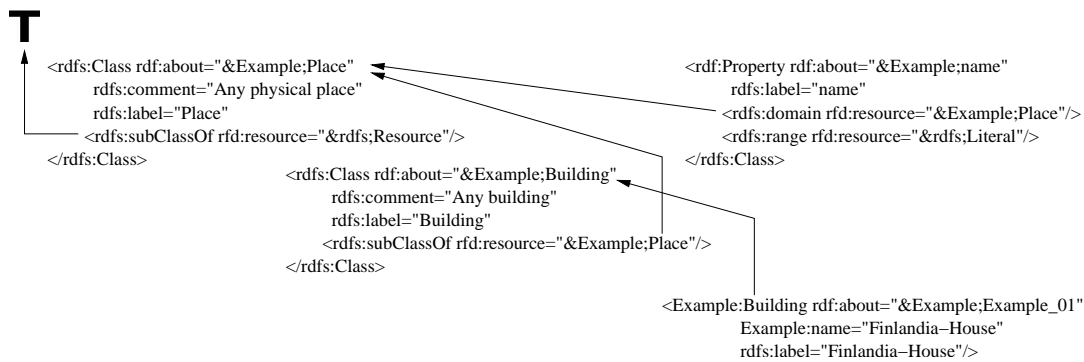 T
<rdfs:Class rdf:about="&Example;Place"
rdfs:comment="Any physical place"
rdfs:label="Place"
<rdfs:subClassOf rfd:resource="&rdfs;Resource"/>
</rdfs:Class>
<rdf:Property rdf:about="&Example;name"
rdfs:label="name"
<rdfs:domain rfd:resource="&Example;Place"/>
<rdfs:range rfd:resource="&rdfs;Literal"/>
</rdfs:Class>
<rdfs:Class rdf:about="&Example;Building"
rdfs:comment="Any building"
rdfs:label="Building"
<rdfs:subClassOf rfd:resource="&Example;Place"/>
</rdfs:Class>
<Example:Building rdf:about="&Example;Example_01"
Example:name="Finlandia−House"
rdfs:label="Finlandia−House"/>